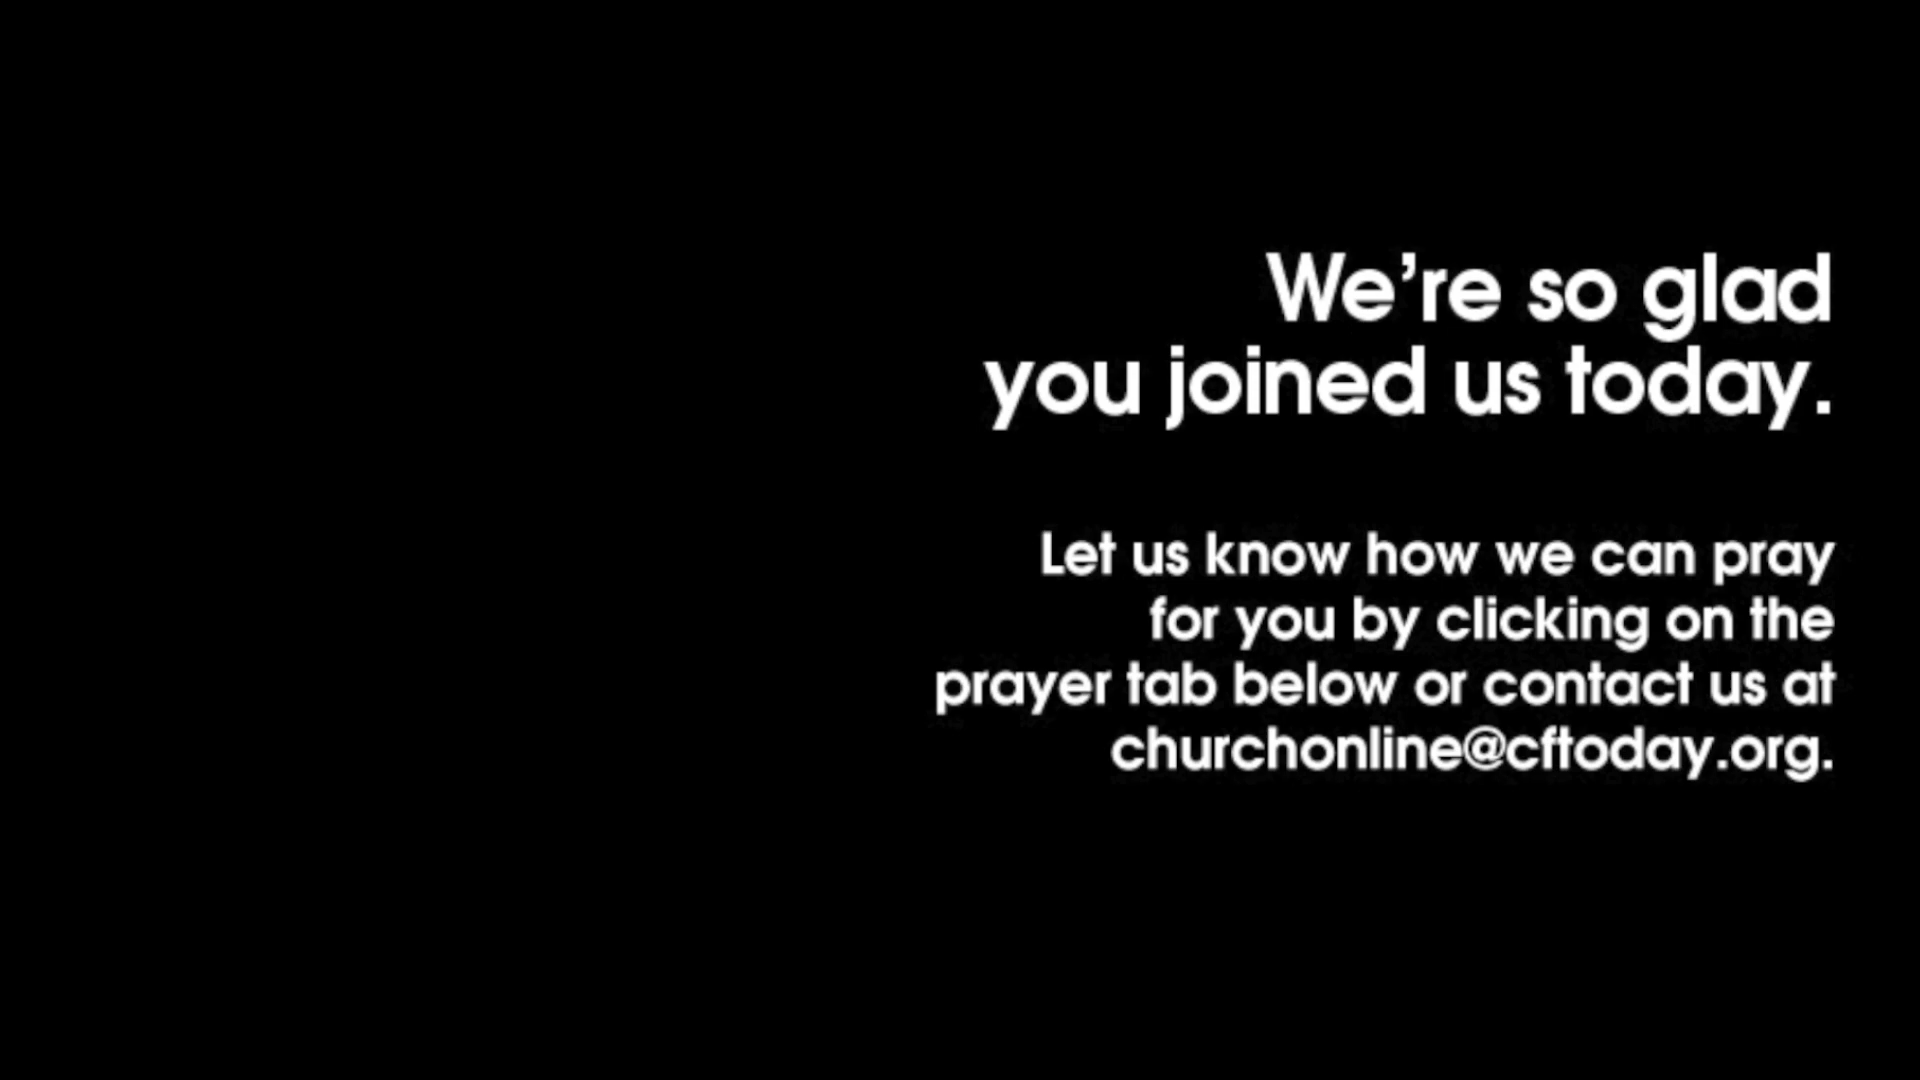 We’re so glad
you joined us today.
Let us know how we can pray
for you by clicking on the
prayer tab below or contact us at
churchonline@cftoday.org.